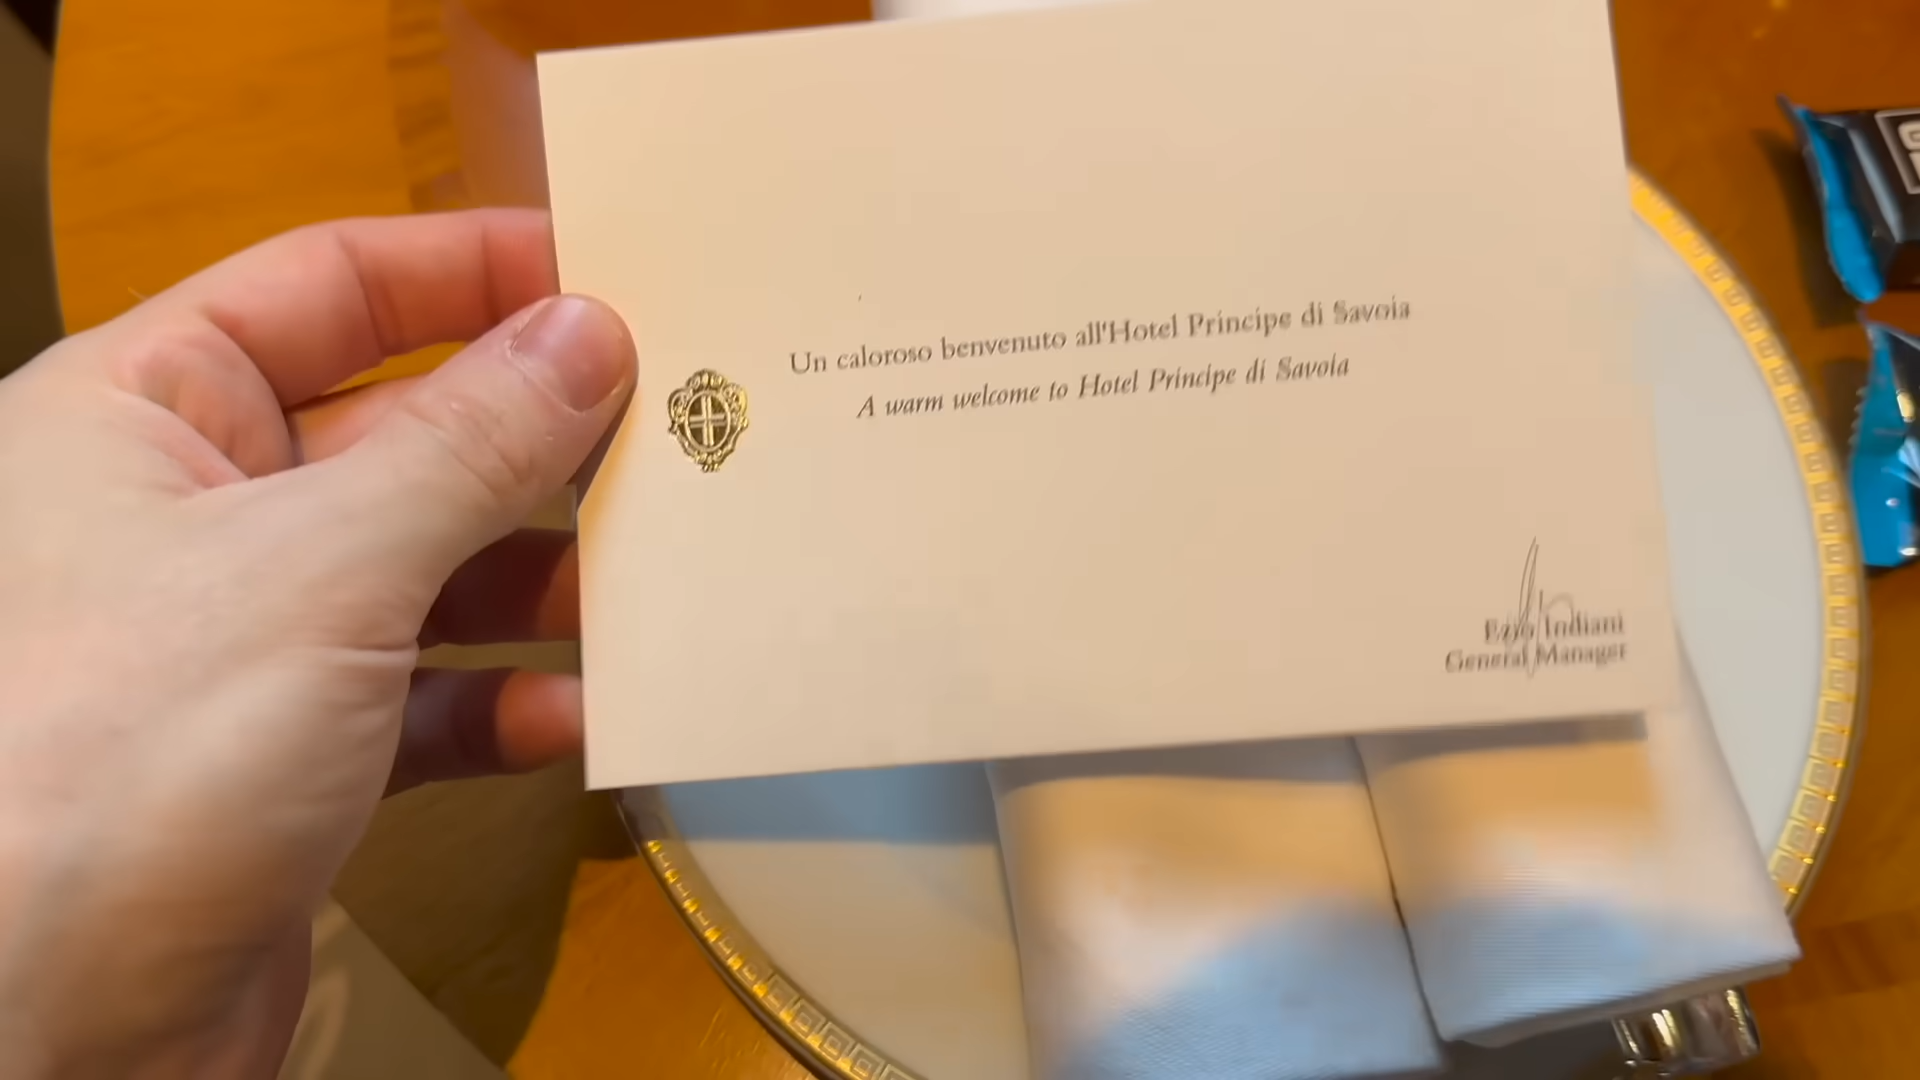 Un caloroso benvenuto all'Hotel Principe di Savoia
A warm welcome to Hotel Principe di Savoia
Ezio Indiani
General Manager